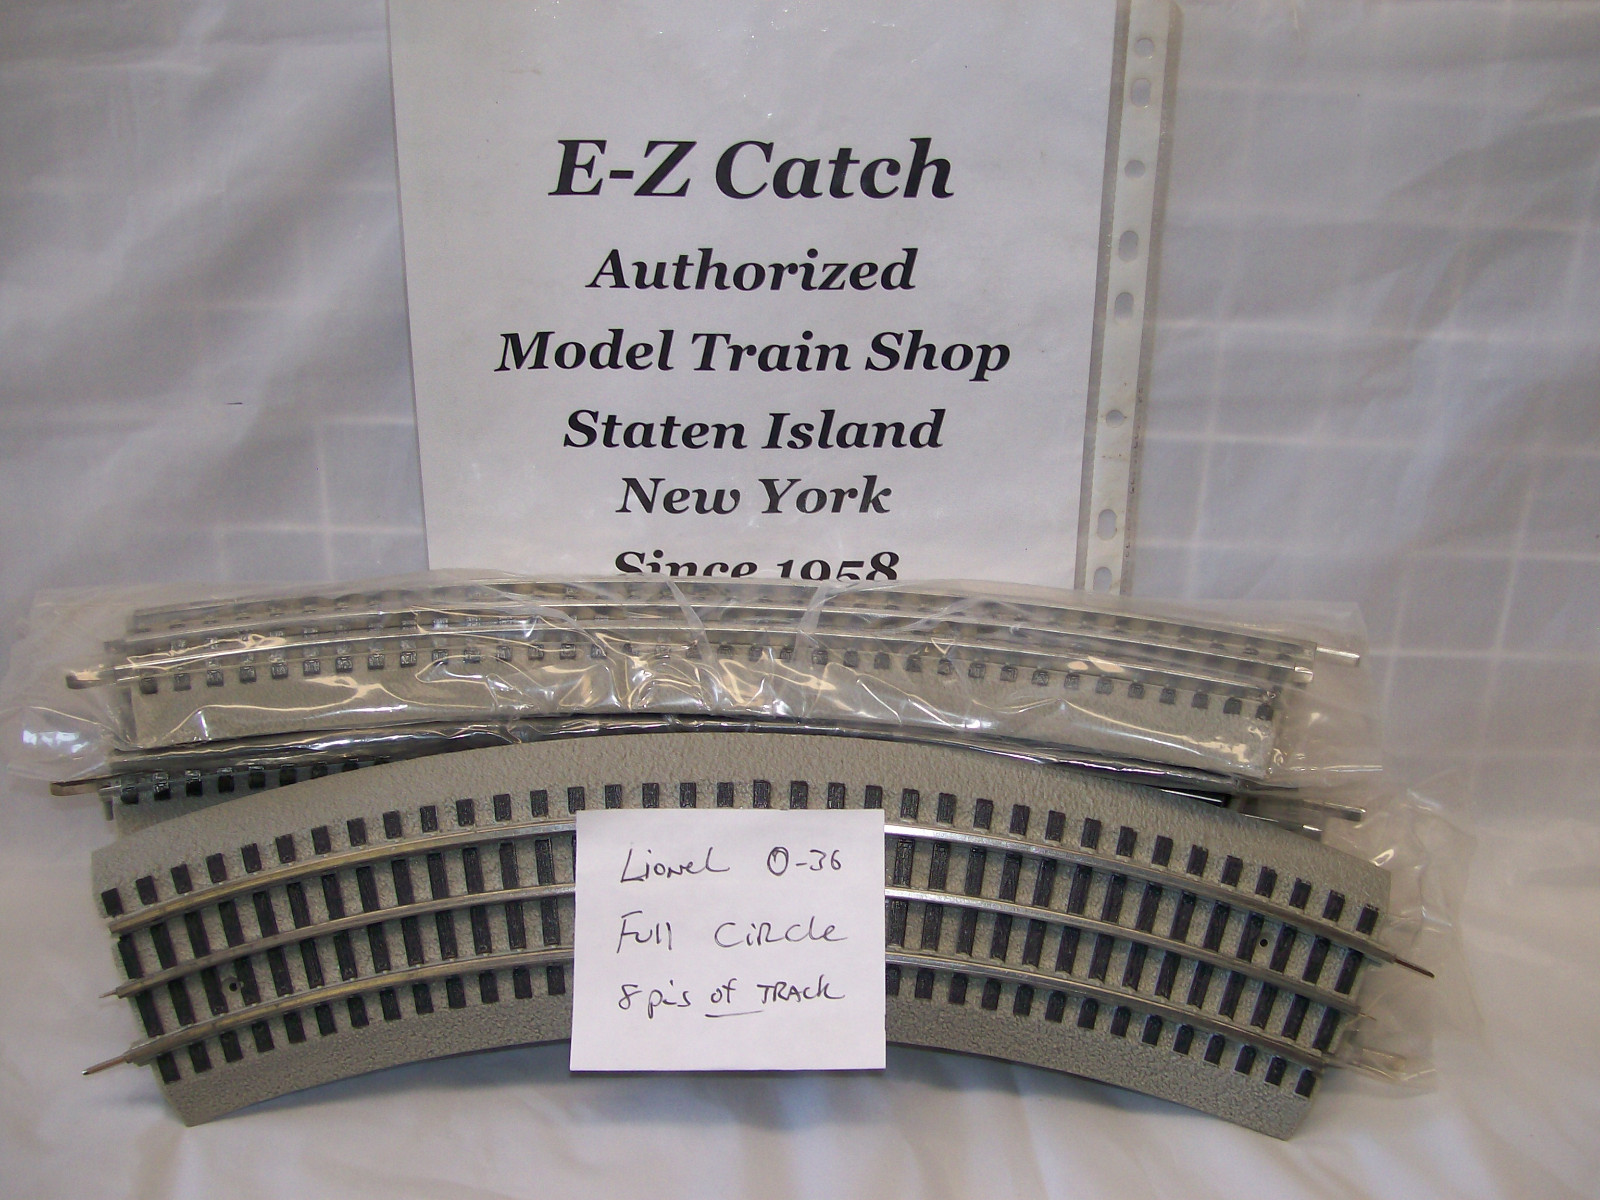 E-Z Catch
Authorized
Model Train Shop
Staten Island
New York
Since 1958
Lionel O-36
Full Circle
8 pis of TRACK